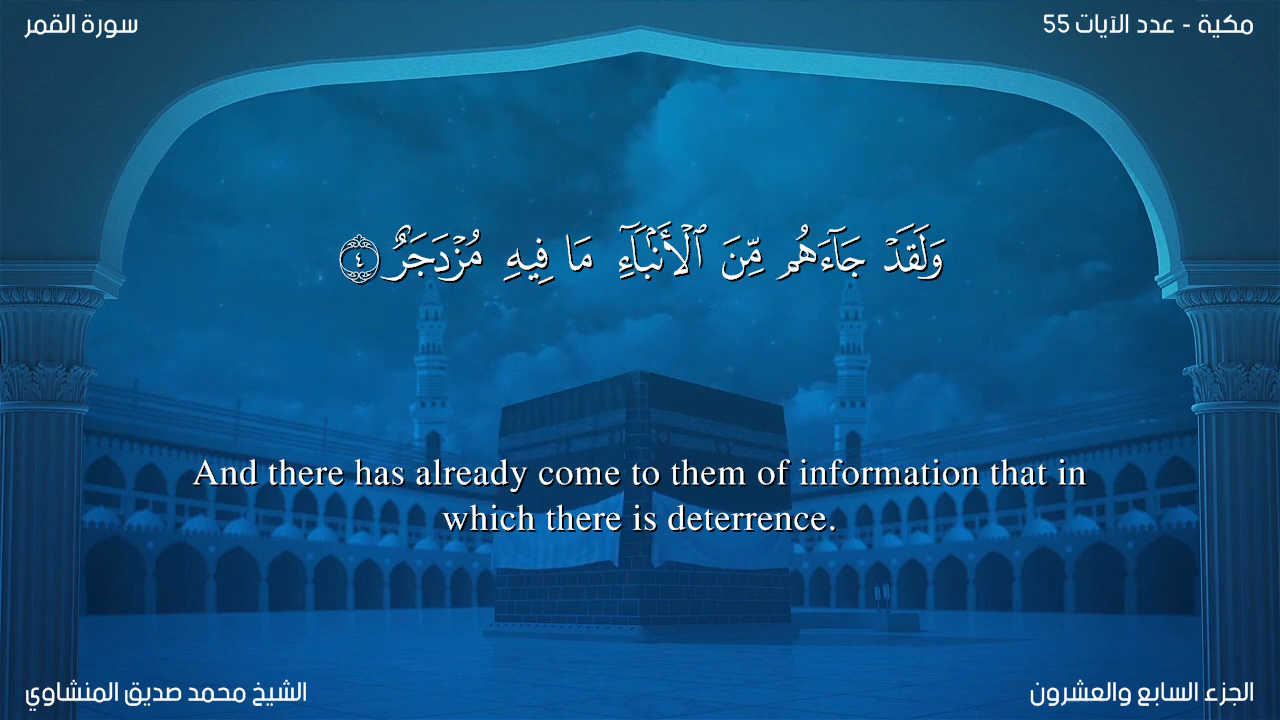 سورة القمر
مكية - عدد الآيات 55
وَلَقَدْ جَآءَهُم مِّنَ ٱلْأَنۢبَآءِ مَا فِيهِ مُزْدَجَرٌ ٤
And there has already come to them of information that in
which there is deterrence.
الشيخ محمد صديق المنشاوي
الجزء السابع والعشرون